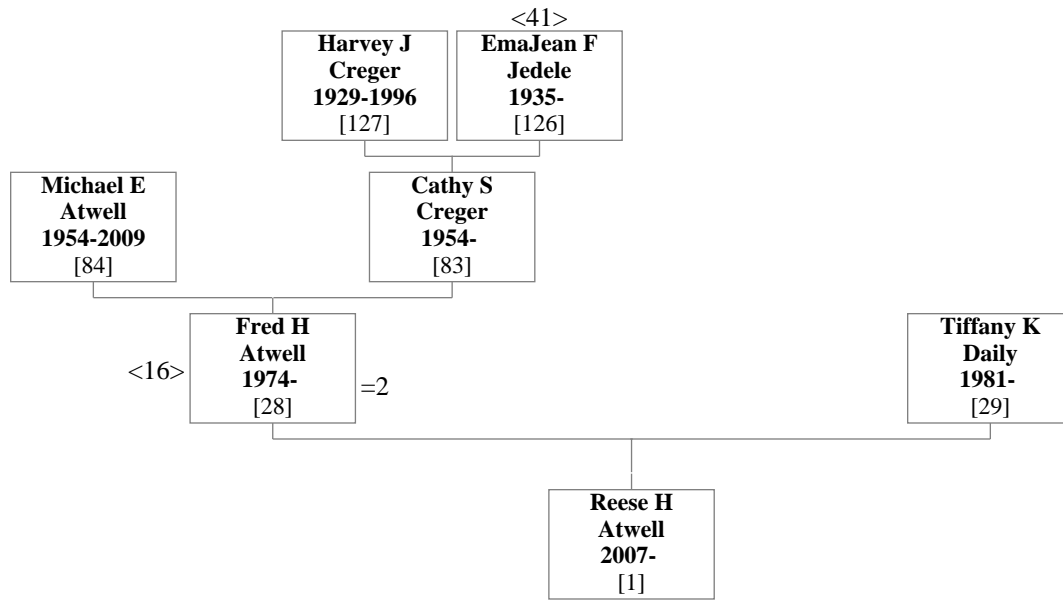 <41>
Harvey J
Creger
1929-1996
[127]
EmaJean F
Jedele
1935-
[126]
Michael E
Atwell
1954-2009
[84]
Cathy S
Creger
1954-
[83]
<16>
Fred H
Atwell
1974-
[28]
=2
Tiffany K
Daily
1981-
[29]
Reese H
Atwell
2007-
[1]